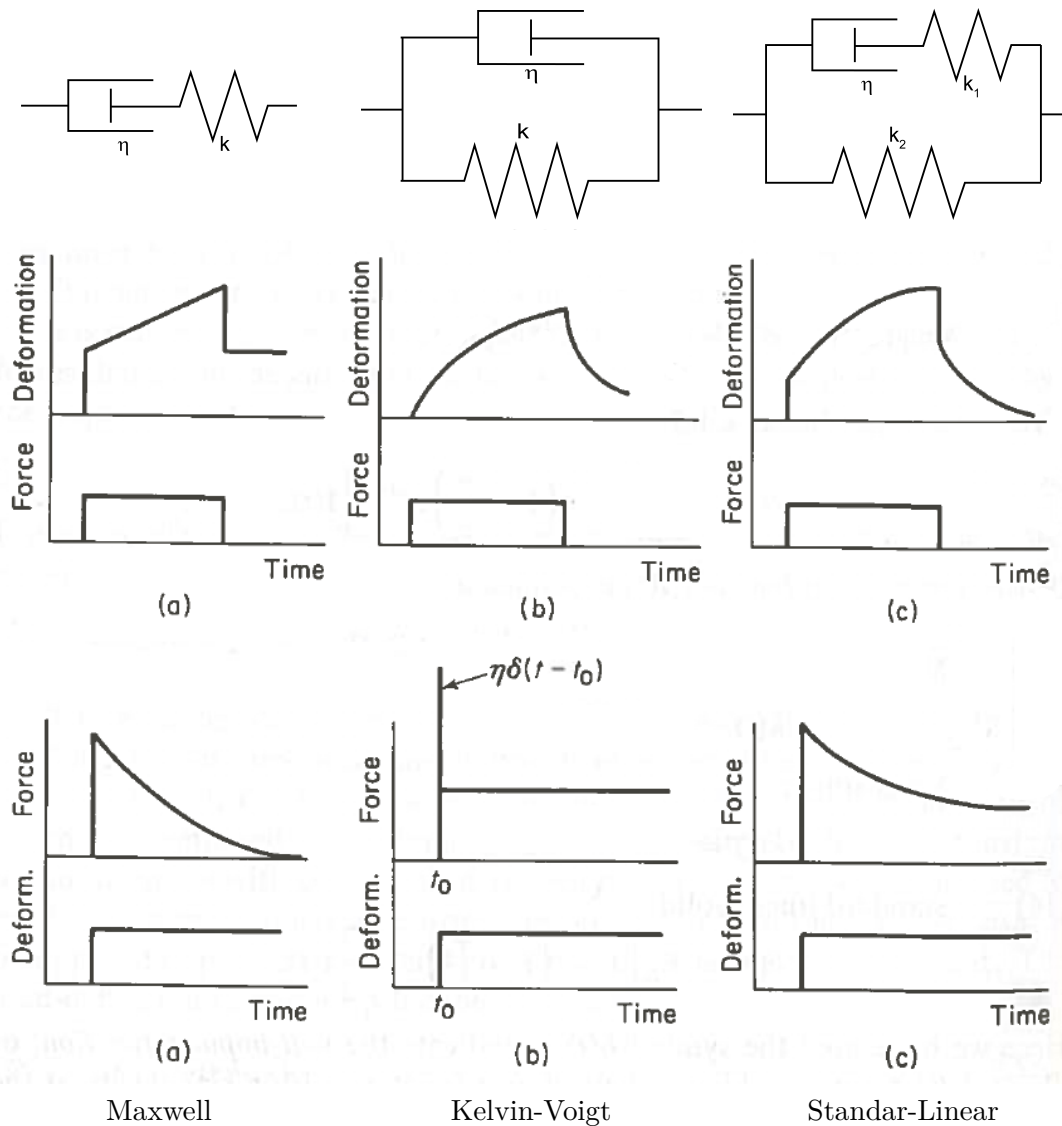 η
k
η
k
η
k₁
k₂
Deformation
Force
Time
(a)
Deformation
Force
Time
(b)
Deformation
Force
Time
(c)
Force
Deform.
Time
(a)
ηδ(t − t₀)
Force
t₀
Deform.
t₀
Time
(b)
Force
Deform.
Time
(c)
Maxwell
Kelvin-Voigt
Standar-Linear